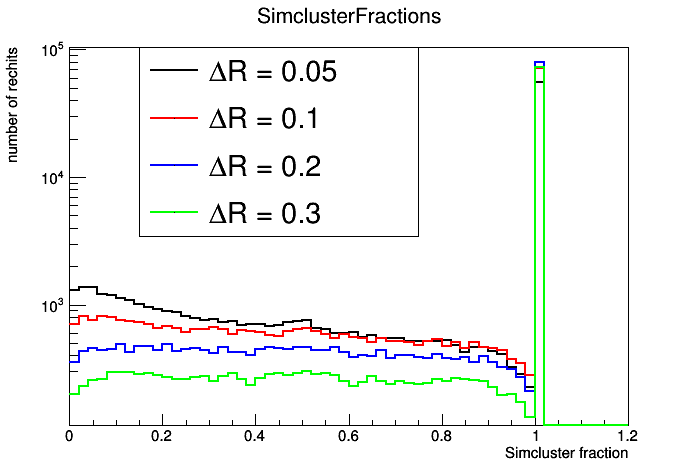 SimclusterFractions
number of rechits
10^5
10^4
10^3
ΔR = 0.05
ΔR = 0.1
ΔR = 0.2
ΔR = 0.3
0 0.2 0.4 0.6 0.8 1 1.2
Simcluster fraction